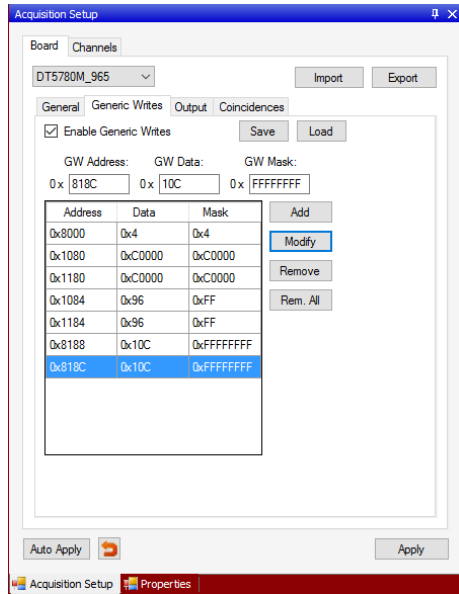 Acquisition Setup
Board Channels
DT5780M_965 Import Export
General Generic Writes Output Coincidences
Enable Generic Writes Save Load
GW Address: GW Data: GW Mask:
0 x 818C 0 x 10C 0 x FFFFFFFF
Address Data Mask Add
0x8000 0x4 0x4
Modify
0x1080 0xC0000 0xC0000
0x1180 0xC0000 0xC0000
Remove
0x1084 0x96 0xFF
Rem. All
0x1184 0x96 0xFF
0x8188 0x10C 0xFFFFFFFF
0x818C 0x10C 0xFFFFFFFF
Auto Apply Apply
Acquisition Setup Properties